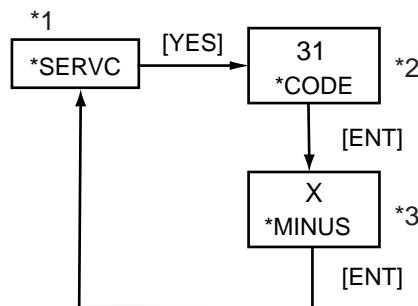 *1
*SERVC
[YES]
31
*CODE
*2
[ENT]
X
*MINUS
*3
[ENT]